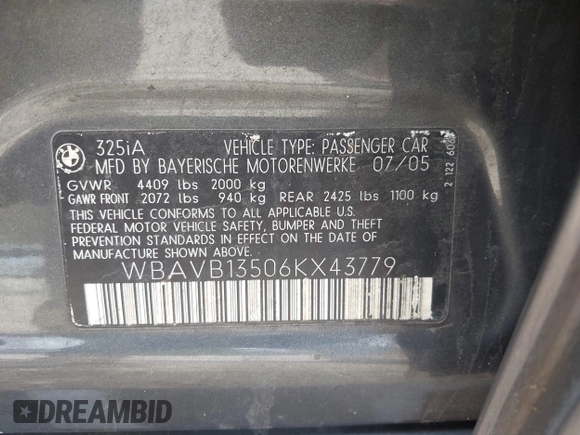 325iA VEHICLE TYPE: PASSENGER CAR
MFD BY BAYERISCHE MOTORENWERKE 07/05
GVWR 4409 lbs 2000 kg
GAWR FRONT 2072 lbs 940 kg REAR 2425 lbs 1100 kg
THIS VEHICLE CONFORMS TO ALL APPLICABLE U.S.
FEDERAL MOTOR VEHICLE SAFETY, BUMPER AND THEFT
PREVENTION STANDARDS IN EFFECT ON THE DATE OF
MANUFACTURE SHOWN ABOVE.
WBAVB13506KX43779
2 122
DREAMBID